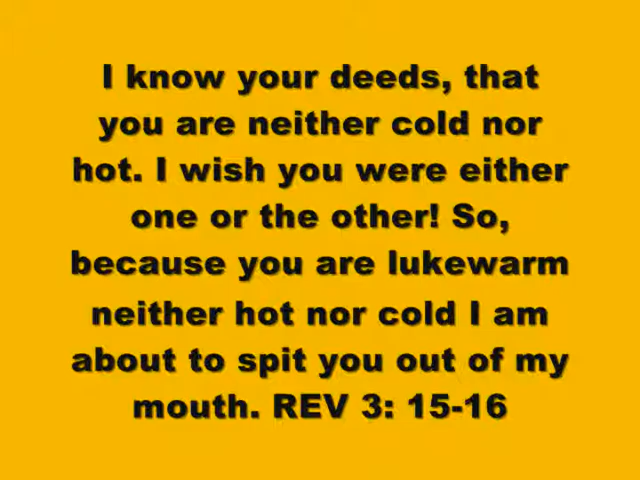 I know your deeds, that
you are neither cold nor
hot. I wish you were either
one or the other! So,
because you are lukewarm
neither hot nor cold I am
about to spit you out of my
mouth. REV 3: 15-16